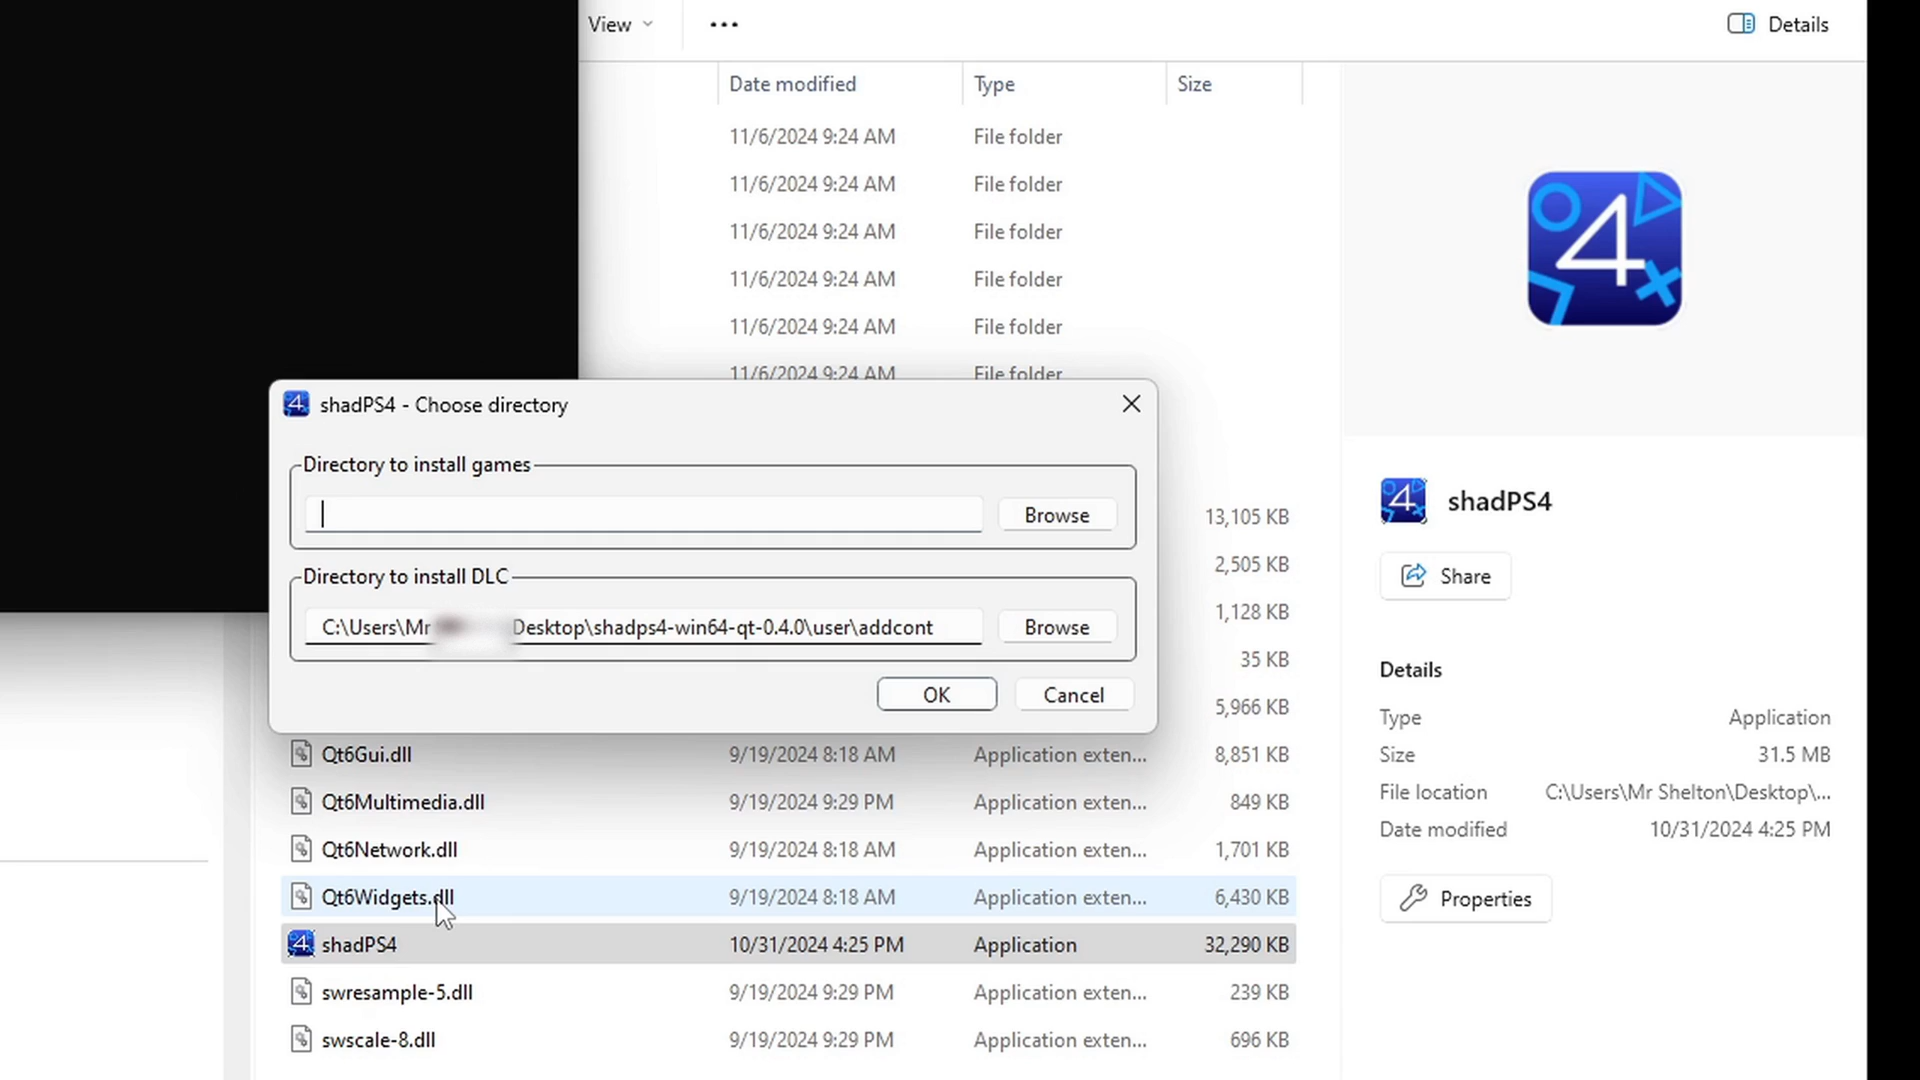 View
Details
Date modified Type Size
11/6/2024 9:24 AM File folder
11/6/2024 9:24 AM File folder
11/6/2024 9:24 AM File folder
11/6/2024 9:24 AM File folder
11/6/2024 9:24 AM File folder
11/6/2024 9:24 AM File folder
shadPS4 - Choose directory
Directory to install games
Browse
Directory to install DLC
C:\Users\Mr Desktop\shadps4-win64-qt-0.4.0\user\addcont
Browse
OK Cancel
13,105 KB
2,505 KB
1,128 KB
35 KB
5,966 KB
Qt6Gui.dll 9/19/2024 8:18 AM Application exten... 8,851 KB
Qt6Multimedia.dll 9/19/2024 9:29 PM Application exten... 849 KB
Qt6Network.dll 9/19/2024 8:18 AM Application exten... 1,701 KB
Qt6Widgets.dll 9/19/2024 8:18 AM Application exten... 6,430 KB
shadPS4 10/31/2024 4:25 PM Application 32,290 KB
swresample-5.dll 9/19/2024 9:29 PM Application exten... 239 KB
swscale-8.dll 9/19/2024 9:29 PM Application exten... 696 KB
4
shadPS4
Share
Details
Type Application
Size 31.5 MB
File location C:\Users\Mr Shelton\Desktop\...
Date modified 10/31/2024 4:25 PM
Properties